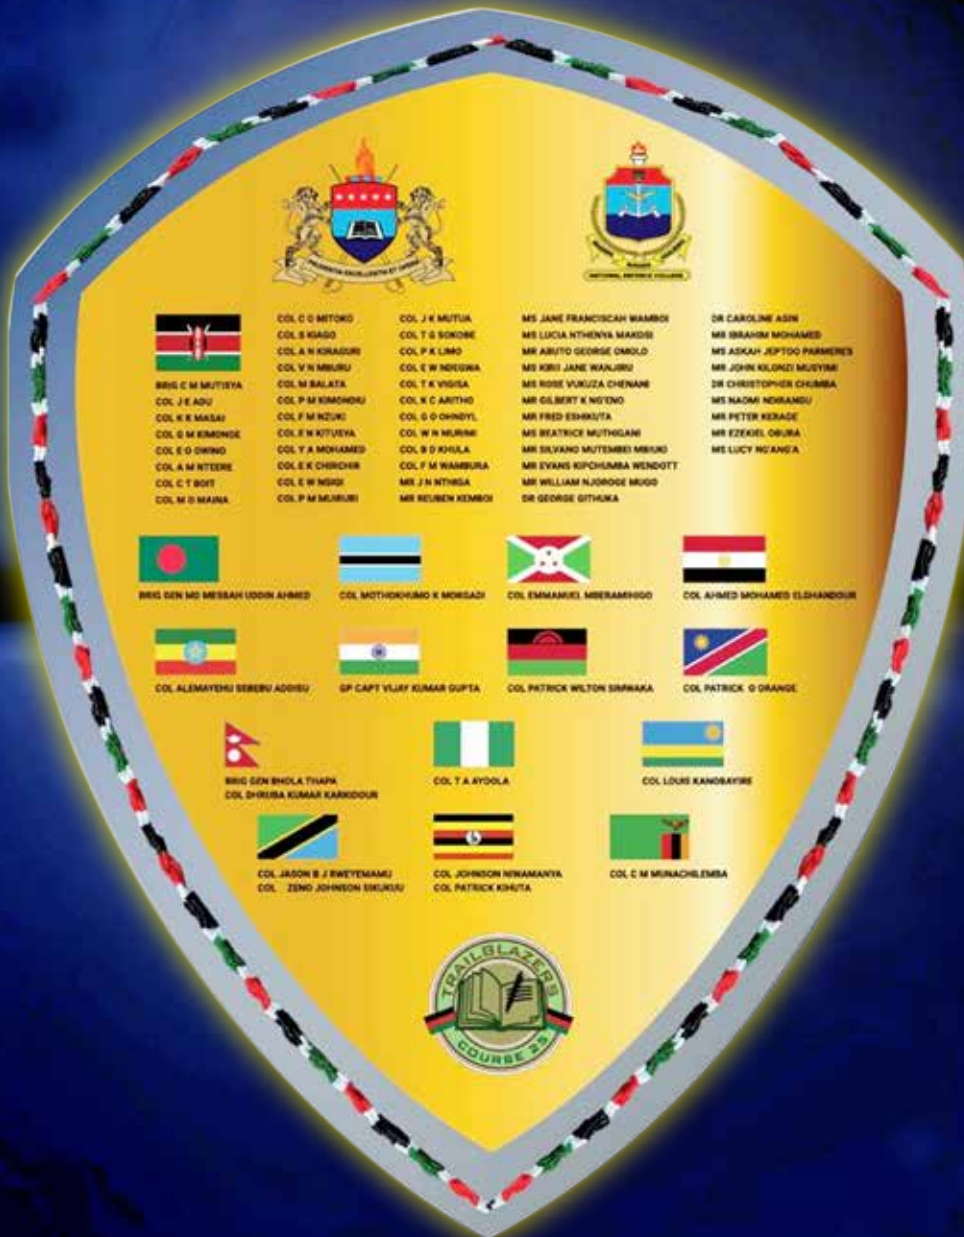 PRUDENTIA EXCELLENTIA ET OPERA
NATIONAL DEFENCE COLLEGE
BRIG C M MUTISYA
COL J E ADU
COL K R MASAI
COL G M KIMONGE
COL E O OWINO
COL A M NTEERE
COL C T BOIT
COL M O MAINA
COL C O MITOKO
COL S KIAGO
COL A N KIRAGURI
COL V N MBURU
COL M BALATA
COL P M KIMONDIU
COL F M NZUKI
COL E N KITUSYA
COL Y A MOHAMED
COL E K CHIRCHIR
COL E W NGIGI
COL P M MURIUKI
COL J K MUTUA
COL T G SOKOBE
COL P K LIMO
COL E W NDEGWA
COL T K VIGISA
COL K C ARITHO
COL G O OHNDYL
COL W N MURIMI
COL B D KHULA
COL F M WAMBURA
MR J N NTHIGA
MR REUBEN KEMBOI
MS JANE FRANCISCAH WAMBOI
MS LUCIA NTHENYA MAKOSI
MR ABUTO GEORGE OMOLO
MS KIRII JANE WANJIRU
MS ROSE VUKUZA CHENANI
MR GILBERT K NG'ENO
MR FRED ESHIKUTA
MS BEATRICE MUTHIGANI
MR SILVANO MUTEMBEI MBIUKI
MR EVANS KIPCHUMBA WENDOTT
MR WILLIAM NJOROGE MUGO
DR GEORGE GITHUKA
DR CAROLINE ASIN
MR IBRAHIM MOHAMED
MS ASKAH JEPTOO PARMERES
MR JOHN KILONZI MUSYIMI
DR CHRISTOPHER CHUMBA
MS NAOMI NDIRANGU
MR PETER KERAGE
MR EZEKIEL OBURA
MS LUCY NG'ANG'A
BRIG GEN MD MESBAH UDDIN AHMED
COL MOTHOKHUMO K MONGADI
COL EMMANUEL MBERAMIHIGO
COL AHMED MOHAMED ELGHANDOUR
COL ALEMAYEHU BEBEBU ADDISU
GP CAPT VIJAY KUMAR GUPTA
COL PATRICK WILTON SIMWAKA
COL PATRICK O ORANGE
BRIG GEN BHOLA THAPA
COL DHRUBA KUMAR KARKIDOUR
COL T A AYOOLA
COL LOUIS KANOBAYIRE
COL JASON B J RWEYEMAMU
COL ZENO JOHNSON SIKUKUU
COL JOHNSON NIWAMANYA
COL PATRICK KIHUTA
COL C M MUNACHILEMBA
TRAILBLAZERS
COURSE 25